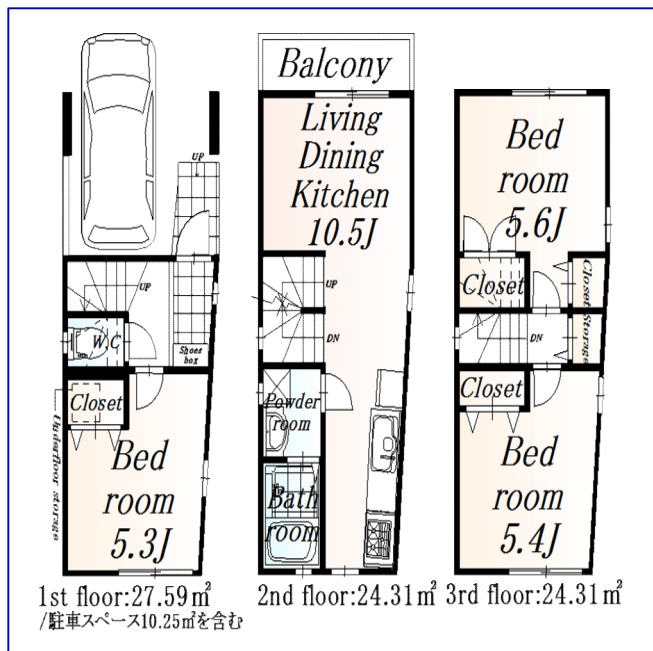 UP
UP
W.C
Shoes
box
Closet
Underfloor storage
Bed
room
5.3J
1st floor:27.59㎡
/駐車スペース10.25㎡を含む
Balcony
Living
Dining
Kitchen
10.5J
UP
DN
Powder
room
Bath
room
2nd floor:24.31㎡
Bed
room
5.6J
Closet
Closet
Storage
DN
Closet
Bed
room
5.4J
3rd floor:24.31㎡